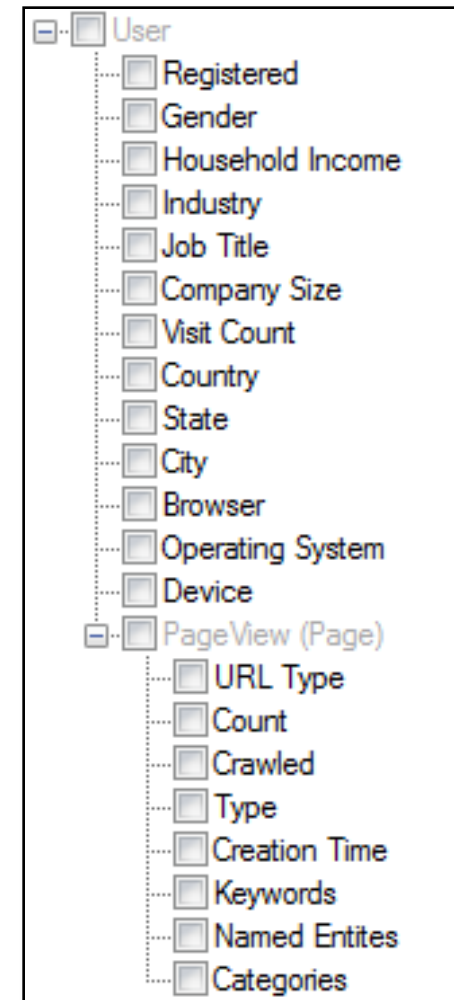 User
Registered
Gender
Household Income
Industry
Job Title
Company Size
Visit Count
Country
State
City
Browser
Operating System
Device
PageView (Page)
URL Type
Count
Crawled
Type
Creation Time
Keywords
Named Entites
Categories